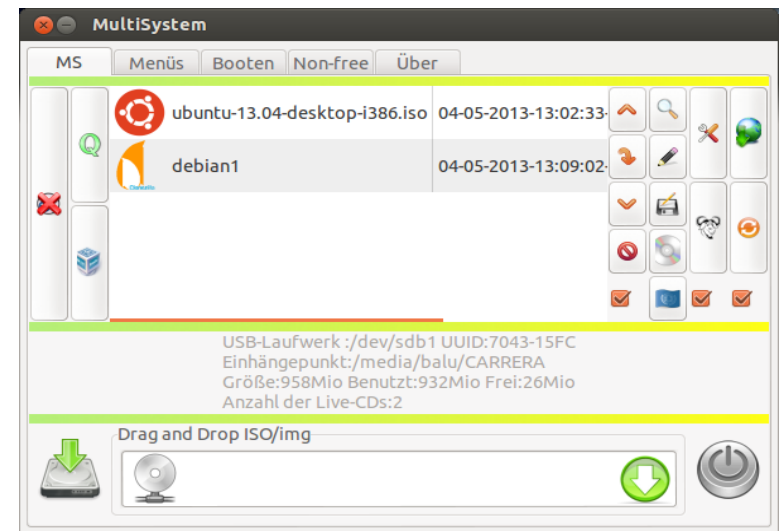 MultiSystem
MS Menüs Booten Non-free Über
ubuntu-13.04-desktop-i386.iso 04-05-2013-13:02:33-
debian1 04-05-2013-13:09:02-
USB-Laufwerk :/dev/sdb1 UUID:7043-15FC
Einhängepunkt:/media/balu/CARRERA
Größe:958Mio Benutzt:932Mio Frei:26Mio
Anzahl der Live-CDs:2
Drag and Drop ISO/img